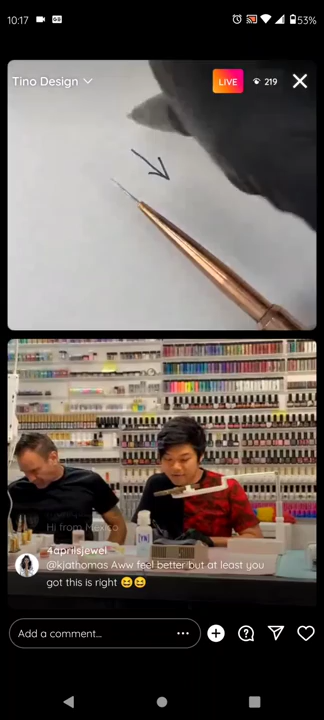 10:17
53%
Tino Design
LIVE
219
Hi from Mexico
4aprilsjewel
@kjathomas Aww feel better but at least you
got this is right 😆😆
Add a comment...